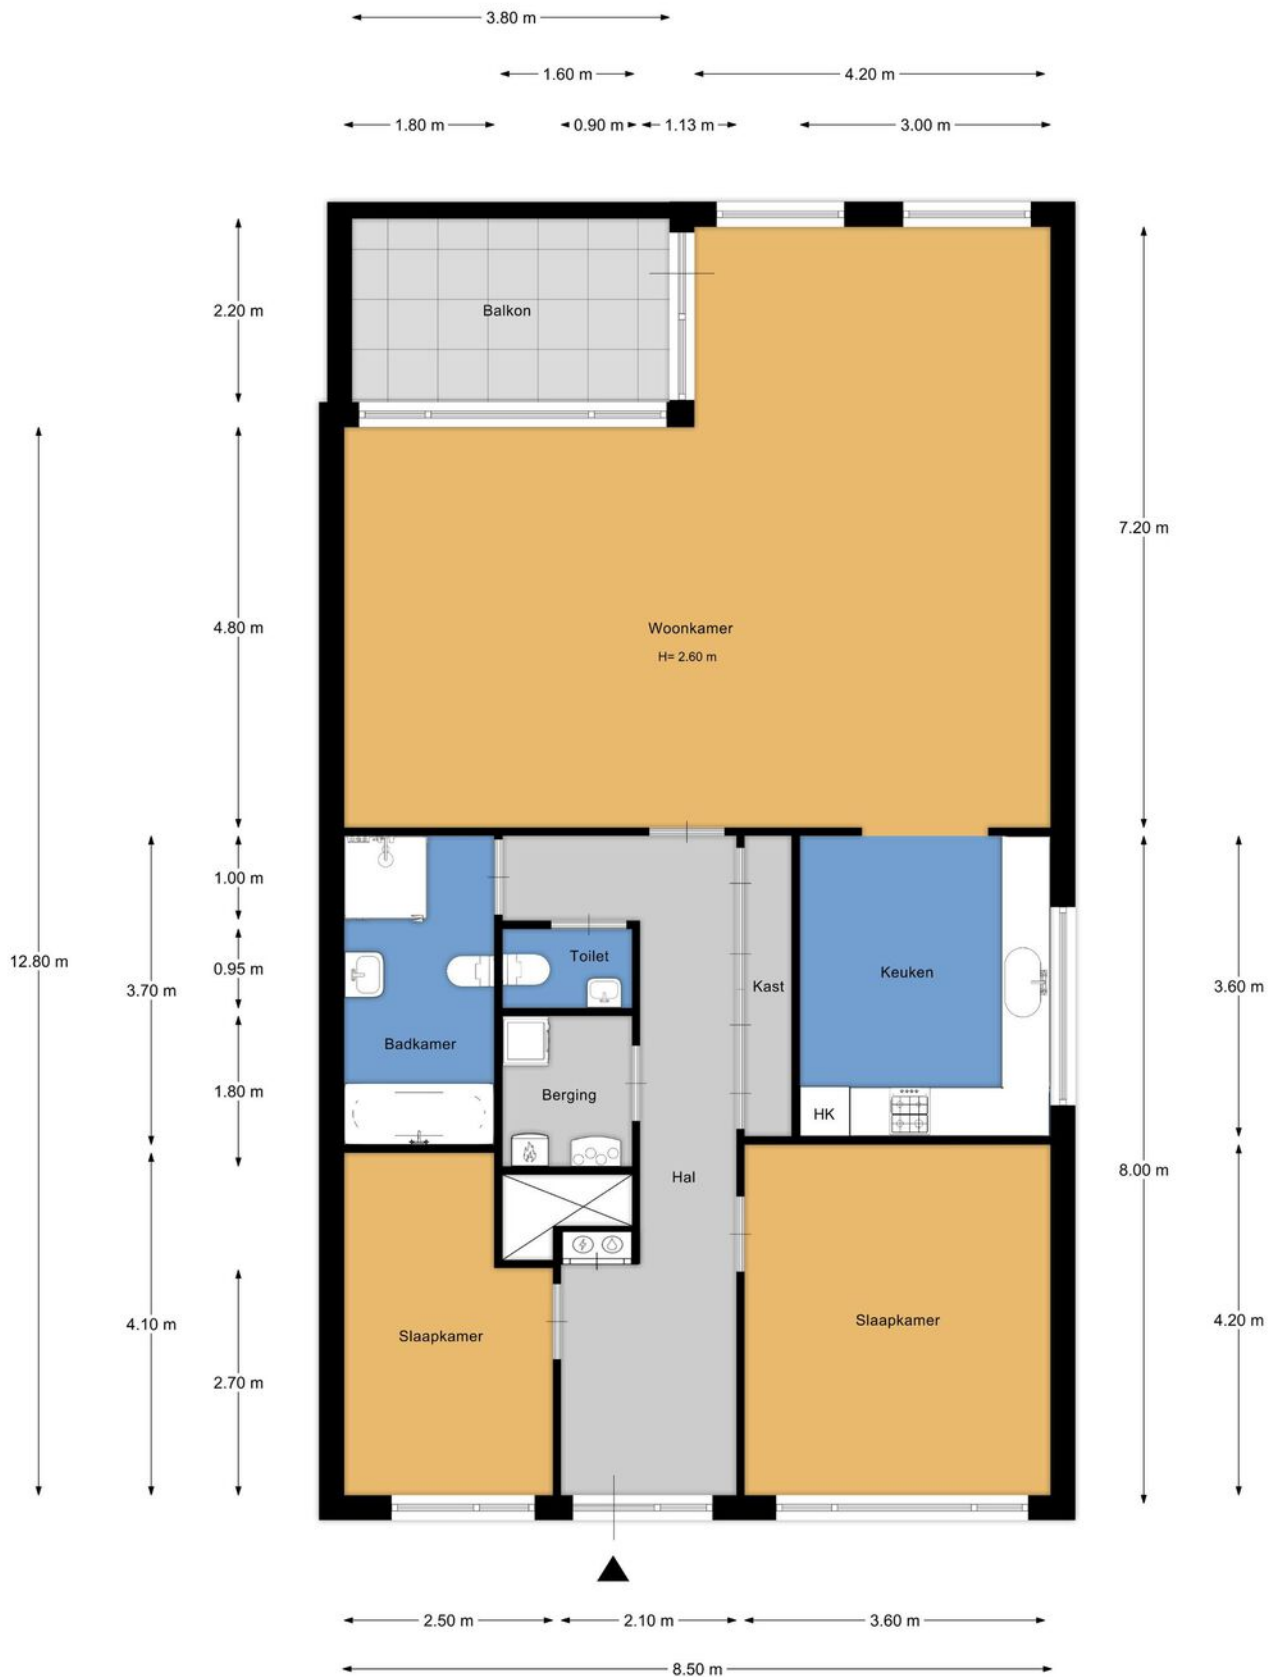 3.80 m
1.60 m
4.20 m
1.80 m
0.90 m
1.13 m
3.00 m
2.20 m
Balkon
4.80 m
7.20 m
Woonkamer
H= 2.60 m
1.00 m
12.80 m
3.70 m
0.95 m
Toilet
Kast
Keuken
3.60 m
Badkamer
1.80 m
Berging
HK
Hal
8.00 m
4.10 m
Slaapkamer
Slaapkamer
4.20 m
2.70 m
2.50 m
2.10 m
3.60 m
8.50 m